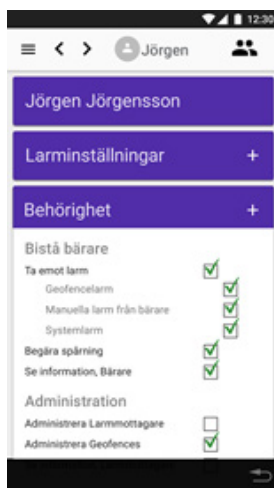 12:30
Jörgen
Jörgen Jörgensson
Larminställningar +
Behörighet +
Bistå bärare
Ta emot larm
Geofencelarm
Manuella larm från bärare
Systemlarm
Begära spårning
Se information, Bärare
Administration
Administrera Larmmottagare
Administrera Geofences